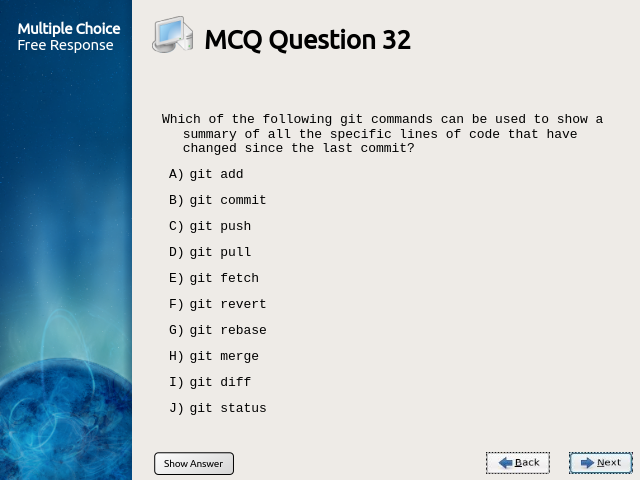 Multiple Choice
Free Response
MCQ Question 32
Which of the following git commands can be used to show a
summary of all the specific lines of code that have
changed since the last commit?
A) git add
B) git commit
C) git push
D) git pull
E) git fetch
F) git revert
G) git rebase
H) git merge
I) git diff
J) git status
Show Answer
Back
Next